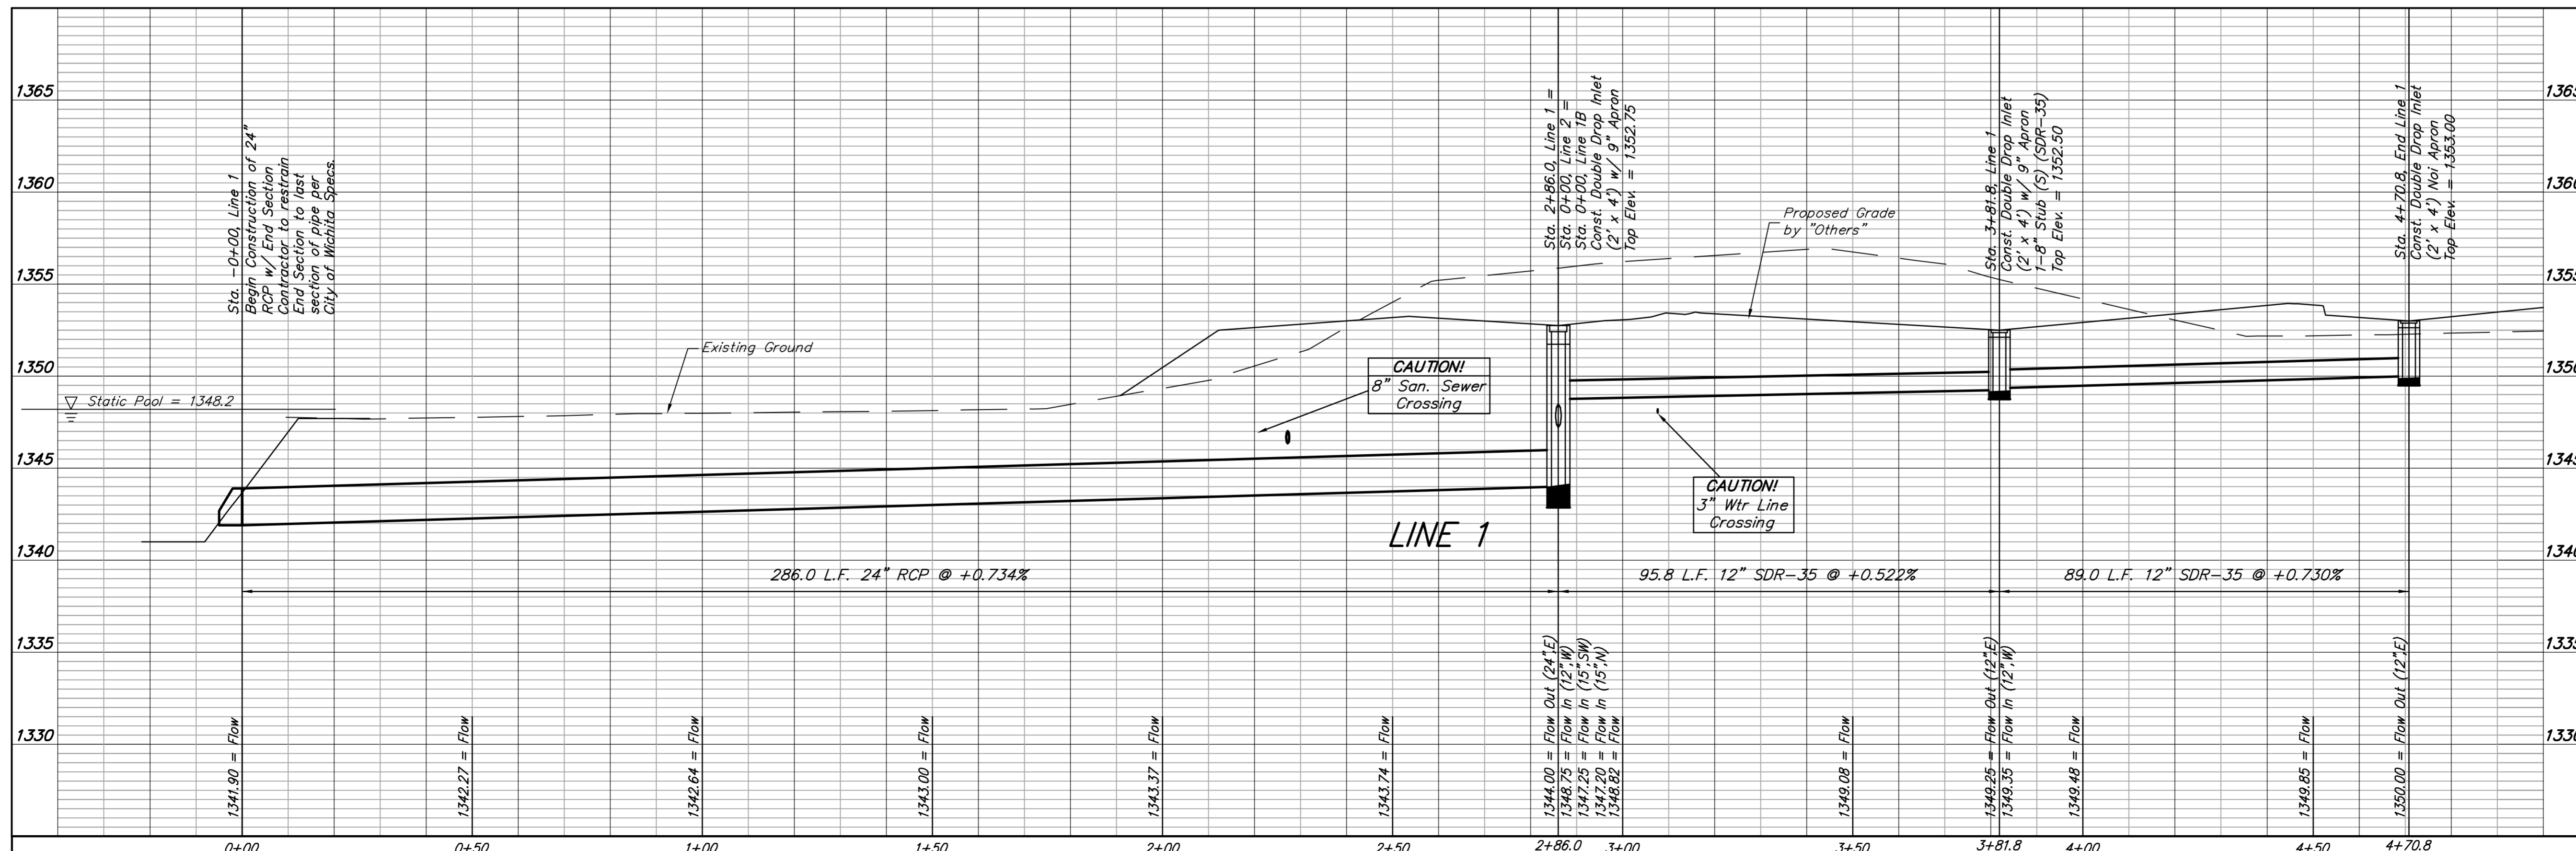 1365
1360
1355
1350
1345
1340
1335
1330
Sta. -0+00, Line 1
Begin Construction of 24"
RCP w/ End Section
Contractor to restrain
End Section to last
section of pipe per
City of Wichita Specs.
Static Pool = 1348.2
Existing Ground
CAUTION!
8" San. Sewer
Crossing
Sta. 2+86.0, Line 1 =
Sta. 0+00, Line 2 =
Sta. 0+00, Line 1B
Const. Double Drop Inlet
(2' x 4') w/ 9" Apron
Top Elev. = 1352.75
Proposed Grade
by "Others"
CAUTION!
3" Wtr Line
Crossing
Sta. 3+81.8, Line 1
Const. Double Drop Inlet
(2' x 4') w/ 9" Apron
1-8" Stub (S) (SDR-35)
Top Elev. = 1352.50
Sta. 4+70.8, End Line 1
Const. Double Drop Inlet
(2' x 4') Noi Apron
Top Elev. = 1353.00
LINE 1
286.0 L.F. 24" RCP @ +0.734%
95.8 L.F. 12" SDR-35 @ +0.522%
89.0 L.F. 12" SDR-35 @ +0.730%
1341.90 = Flow
1342.27 = Flow
1342.64 = Flow
1343.00 = Flow
1343.37 = Flow
1343.74 = Flow
1344.00 = Flow Out (24",E)
1348.75 = Flow In (12",W)
1347.25 = Flow In (15",SW)
1347.20 = Flow In (15",N)
1348.82 = Flow
1349.08 = Flow
1349.25 = Flow Out (12",E)
1349.35 = Flow In (12",W)
1349.48 = Flow
1349.85 = Flow
1350.00 = Flow Out (12",E)
0+00
0+50
1+00
1+50
2+00
2+50
2+86.0
3+00
3+50
3+81.8
4+00
4+50
4+70.8